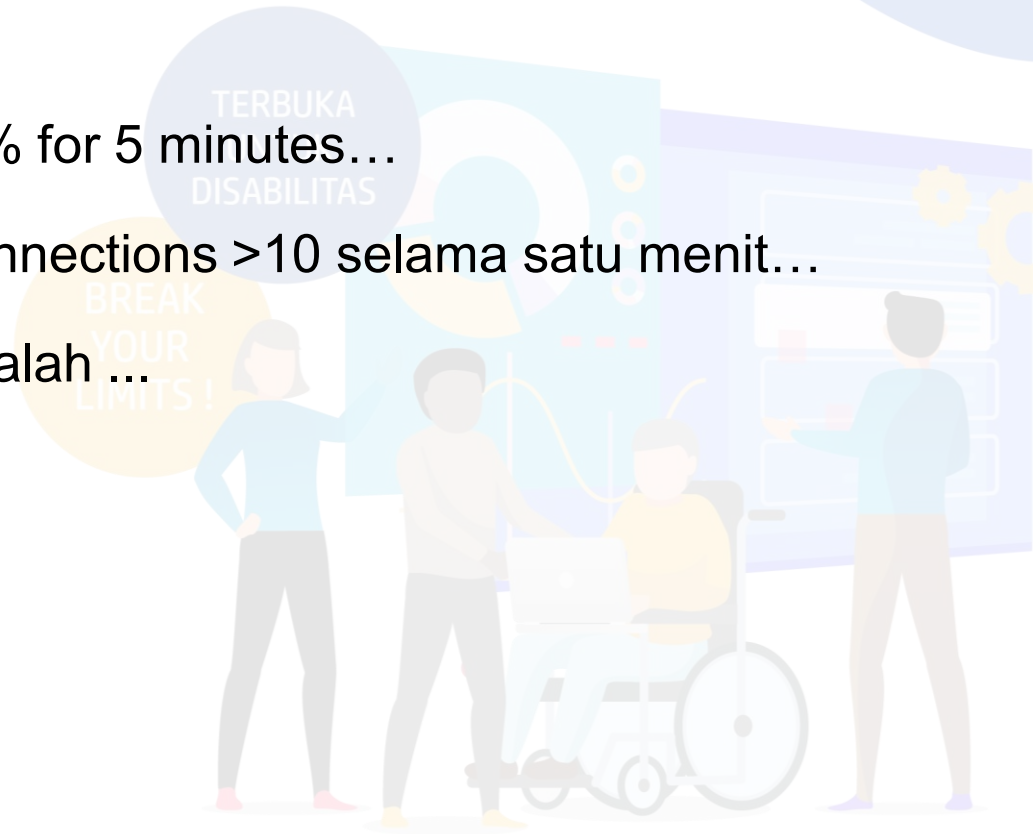 TERBUKA
DISABILITAS
% for 5 minutes…
nnections >10 selama satu menit…
BREAK
YOUR
LIMITS !
alah ...